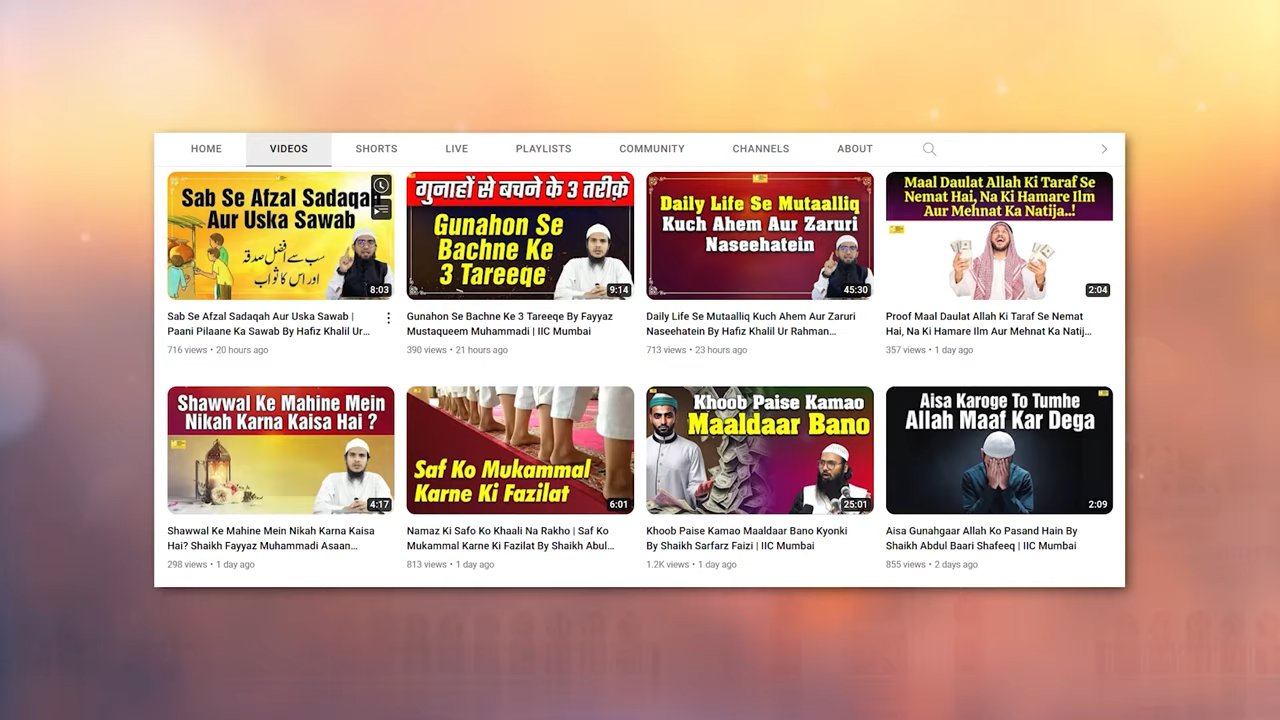 HOME
VIDEOS
SHORTS
LIVE
PLAYLISTS
COMMUNITY
CHANNELS
ABOUT
Sab Se Afzal Sadaqah
Aur Uska Sawab
سب سے افضل صدقہ
اور اس کا ثواب
8:03
Sab Se Afzal Sadaqah Aur Uska Sawab |
Paani Pilaane Ka Sawab By Hafiz Khalil Ur...
716 views • 20 hours ago
गुनाहों से बचने के 3 तरीक़े
Gunahon Se
Bachne Ke
3 Tareeqe
9:14
Gunahon Se Bachne Ke 3 Tareeqe By Fayyaz
Mustaqueem Muhammadi | IIC Mumbai
390 views • 21 hours ago
Daily Life Se Mutaalliq
Kuch Ahem Aur Zaruri
Naseehatein
45:30
Daily Life Se Mutaalliq Kuch Ahem Aur Zaruri
Naseehatein By Hafiz Khalil Ur Rahman...
713 views • 23 hours ago
Maal Daulat Allah Ki Taraf Se
Nemat Hai, Na Ki Hamare Ilm
Aur Mehnat Ka Natija..!
2:04
Proof Maal Daulat Allah Ki Taraf Se Nemat
Hai, Na Ki Hamare Ilm Aur Mehnat Ka Natij...
357 views • 1 day ago
Shawwal Ke Mahine Mein
Nikah Karna Kaisa Hai ?
4:17
Shawwal Ke Mahine Mein Nikah Karna Kaisa
Hai? Shaikh Fayyaz Muhammadi Asaan...
298 views • 1 day ago
Saf Ko Mukammal
Karne Ki Fazilat
6:01
Namaz Ki Safo Ko Khaali Na Rakho | Saf Ko
Mukammal Karne Ki Fazilat By Shaikh Abul...
813 views • 1 day ago
Khoob Paise Kamao
Maaldaar Bano
25:01
Khoob Paise Kamao Maaldaar Bano Kyonki
By Shaikh Sarfarz Faizi | IIC Mumbai
1.2K views • 1 day ago
Aisa Karoge To Tumhe
Allah Maaf Kar Dega
2:09
Aisa Gunahgaar Allah Ko Pasand Hain By
Shaikh Abdul Baari Shafeeq | IIC Mumbai
855 views • 2 days ago